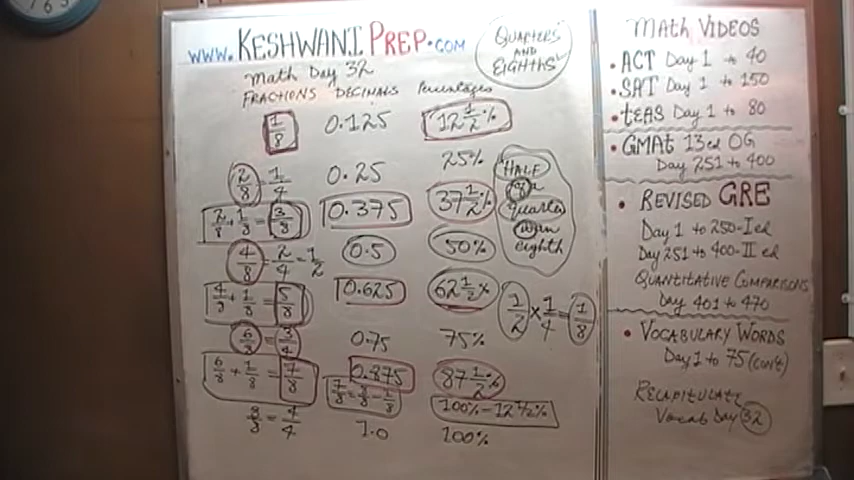 www.KESHWANIPREP.COM
Math Day 32
QUARTERS
AND
EIGHTHS
FRACTIONS DECIMALS Percentages
1/8 0.125 12 1/2 %
2/8 = 1/4 0.25 25%
2/8 + 1/8 = 3/8 0.375 37 1/2 %
4/8 = 2/4 = 1/2 0.5 50%
4/8 + 1/8 = 5/8 0.625 62 1/2 %
6/8 = 3/4 0.75 75%
6/8 + 1/8 = 7/8 0.875 87 1/2 %
7/8 = 8/8 - 1/8 100% - 12 1/2 %
8/8 = 4/4 1.0 100%
HALF
of a
quarter
is an
eighth
1/2 x 1/4 = 1/8
MATH VIDEOS
• ACT Day 1 to 40
• SAT Day 1 to 150
• tEAS Day 1 to 80
• GMAt 13ed OG
Day 251 to 400
• REVISED GRE
Day 1 to 250-I ed
Day 251 to 400-II ed
QUANTITATIVE COMPARISONS
Day 401 to 470
• VOCABULARY WORDS
Day 1 to 75 (cont)
RECAPITULATE
Vocab Day 32